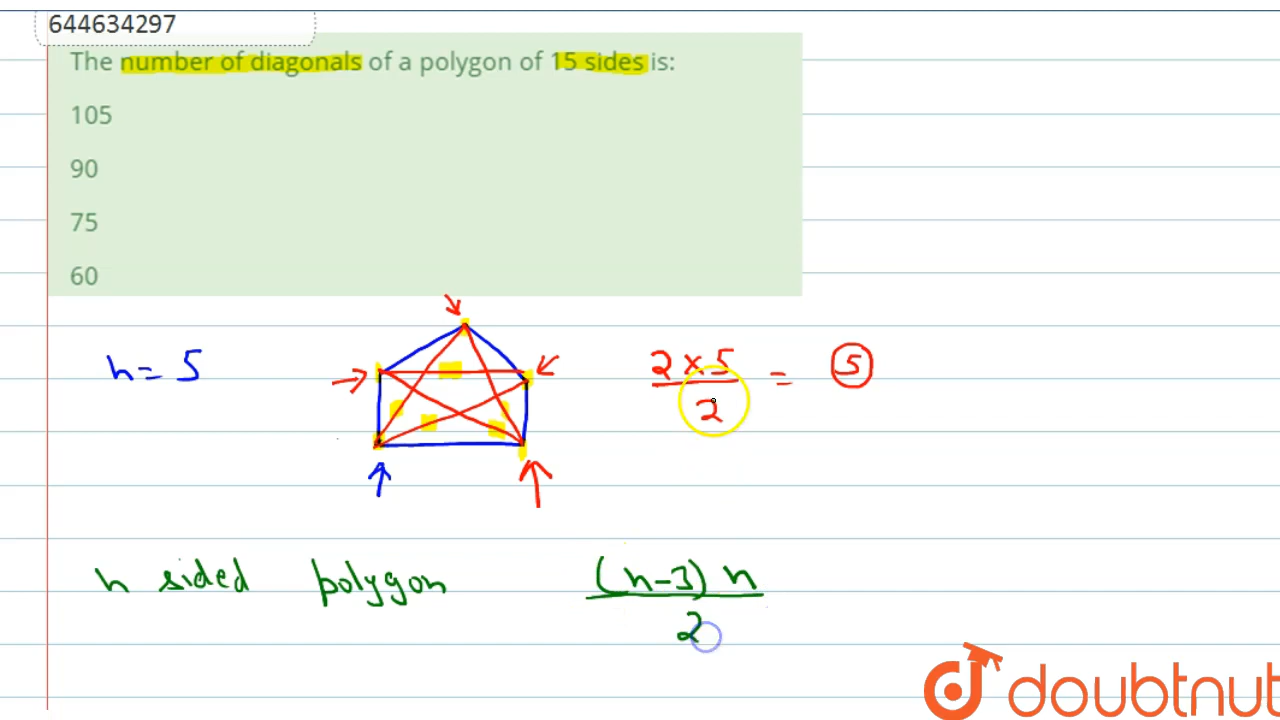 644634297
The number of diagonals of a polygon of 15 sides is:
105
90
75
60
n = 5
2 × 5
2
= 5
n sided polygon
(n-3) n
2
doubtnut